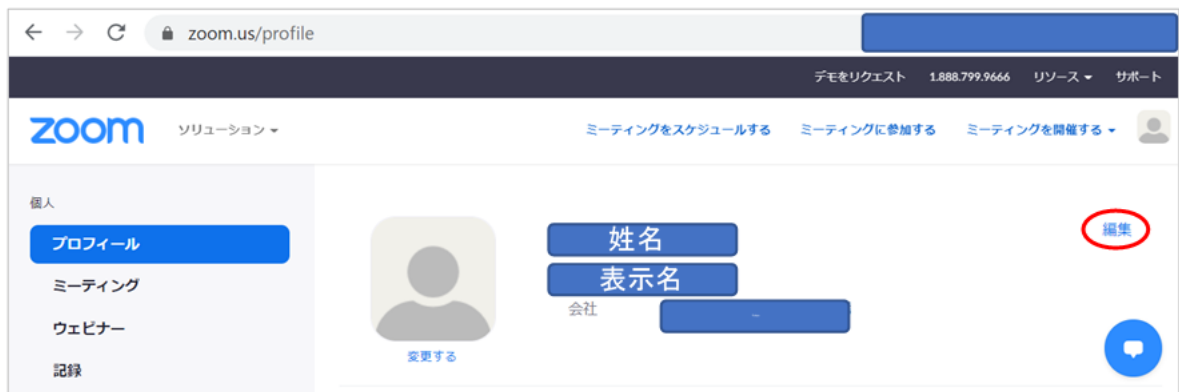 zoom.us/profile
デモをリクエスト 1.888.799.9666 リソース サポート
zoom ソリューション ミーティングをスケジュールする ミーティングに参加する ミーティングを開催する
個人
プロフィール
ミーティング
ウェビナー
記録
姓名
表示名
会社
変更する
編集